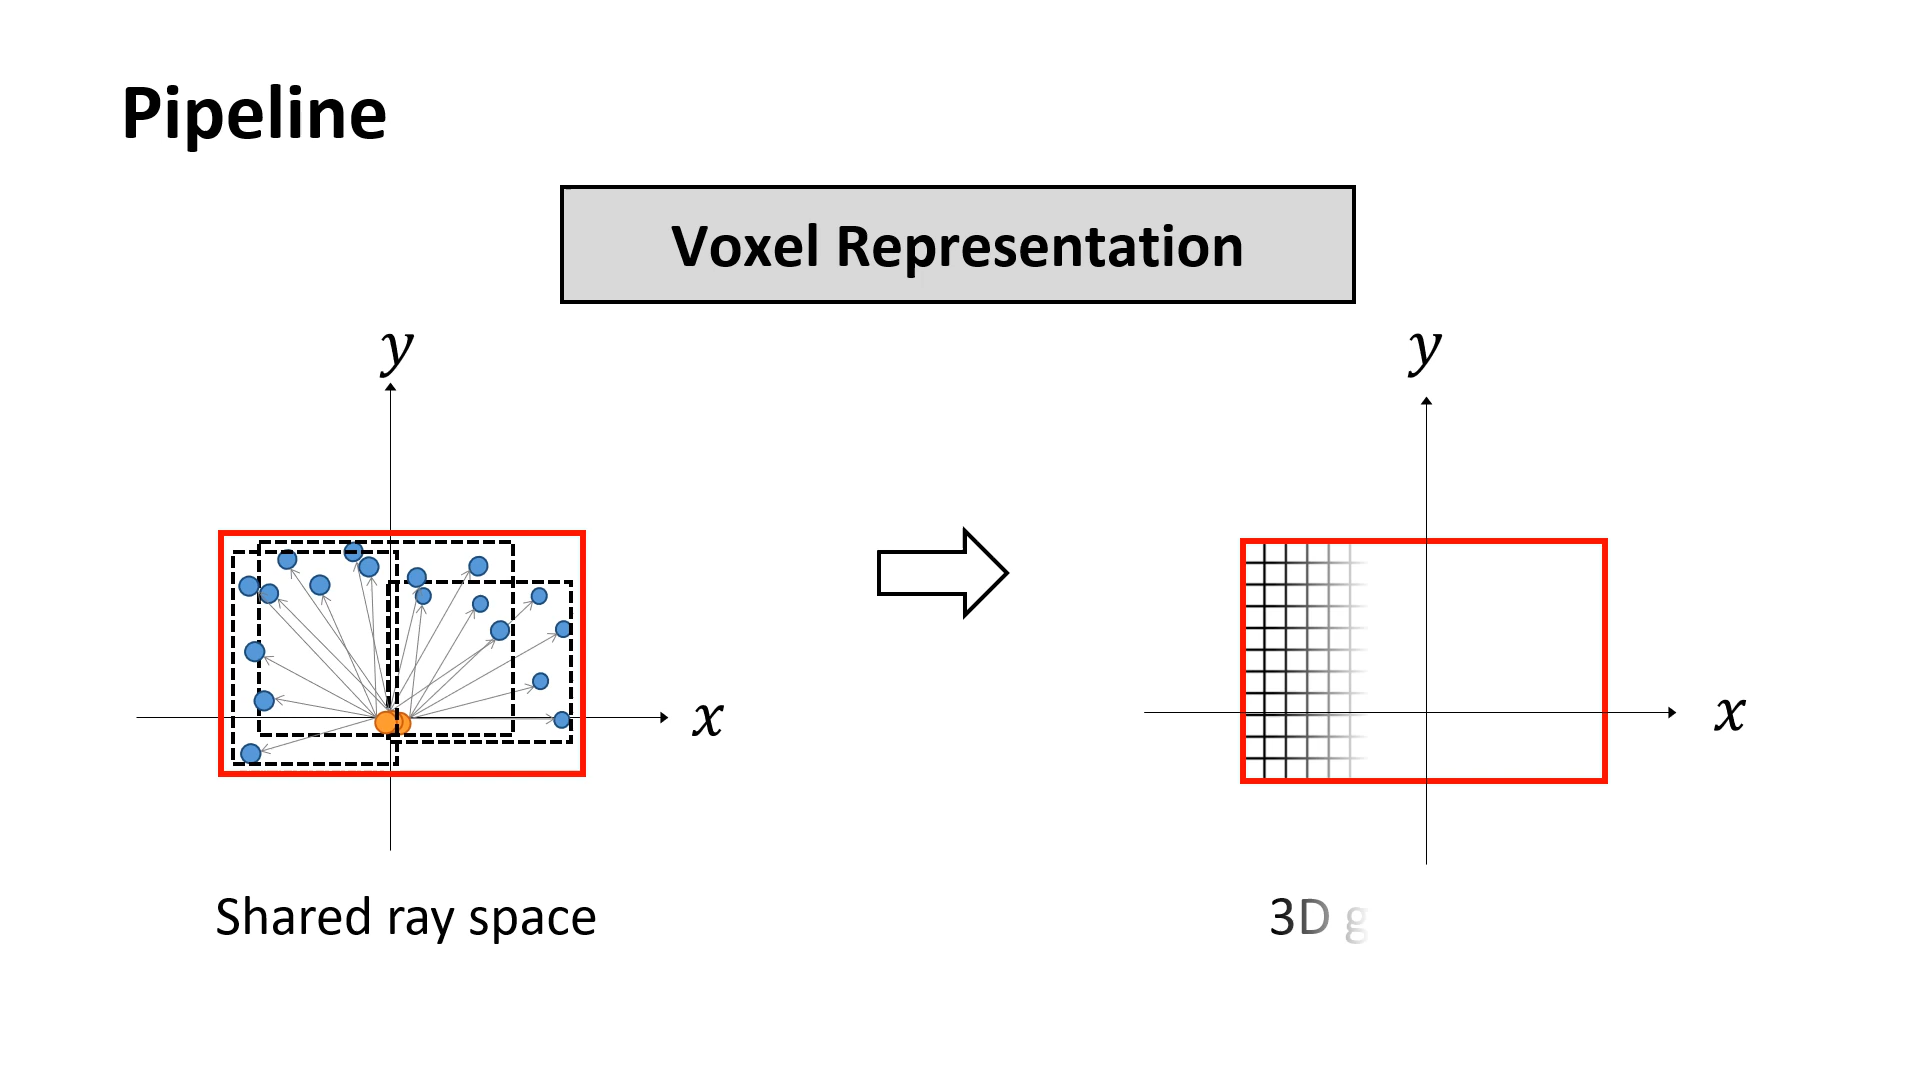 Pipeline
Voxel Representation
y
y
x
x
Shared ray space
3D g